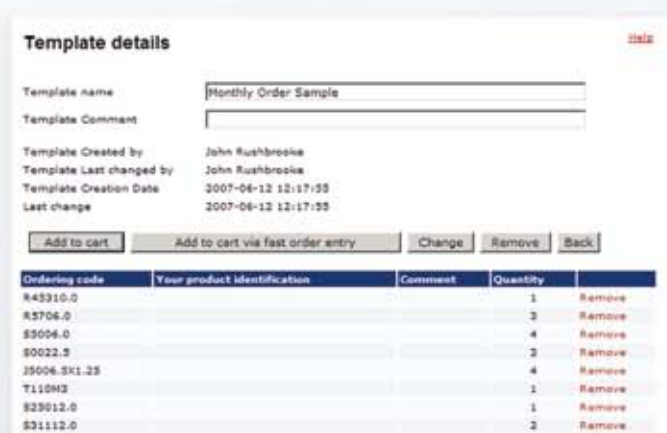 Template details
Help
Template name Monthly Order Sample
Template Comment
Template Created by John Rushbrooke
Template Last changed by John Rushbrooke
Template Creation Date 2007-06-12 12:17:55
Last change 2007-06-12 12:17:55
Add to cart Add to cart via fast order entry Change Remove Back
Ordering code Your product identification Comment Quantity
R45310.0 1 Remove
R5706.0 3 Remove
S5006.0 4 Remove
S0022.5 3 Remove
J5006.5X1.25 4 Remove
T110M3 1 Remove
S23012.0 1 Remove
S31112.0 2 Remove